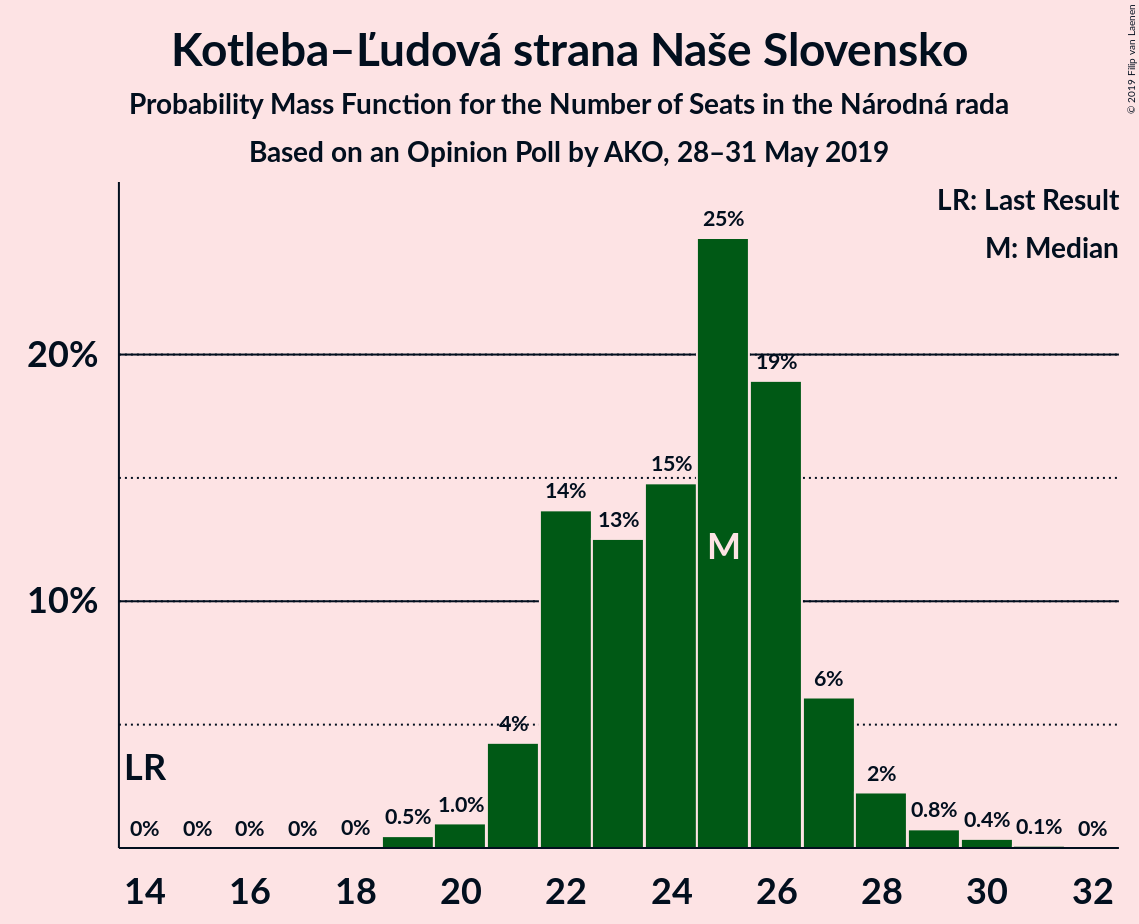 Kotleba–Ľudová strana Naše Slovensko
Probability Mass Function for the Number of Seats in the Národná rada
Based on an Opinion Poll by AKO, 28–31 May 2019
© 2019 Filip van Laenen
LR: Last Result
M: Median
25%
20%
19%
15%
14%
13%
M
10%
6%
4%
LR
2%
0% 0% 0% 0% 0% 0.5% 1.0% 0.8% 0.4% 0.1% 0%
14 16 18 20 22 24 26 28 30 32